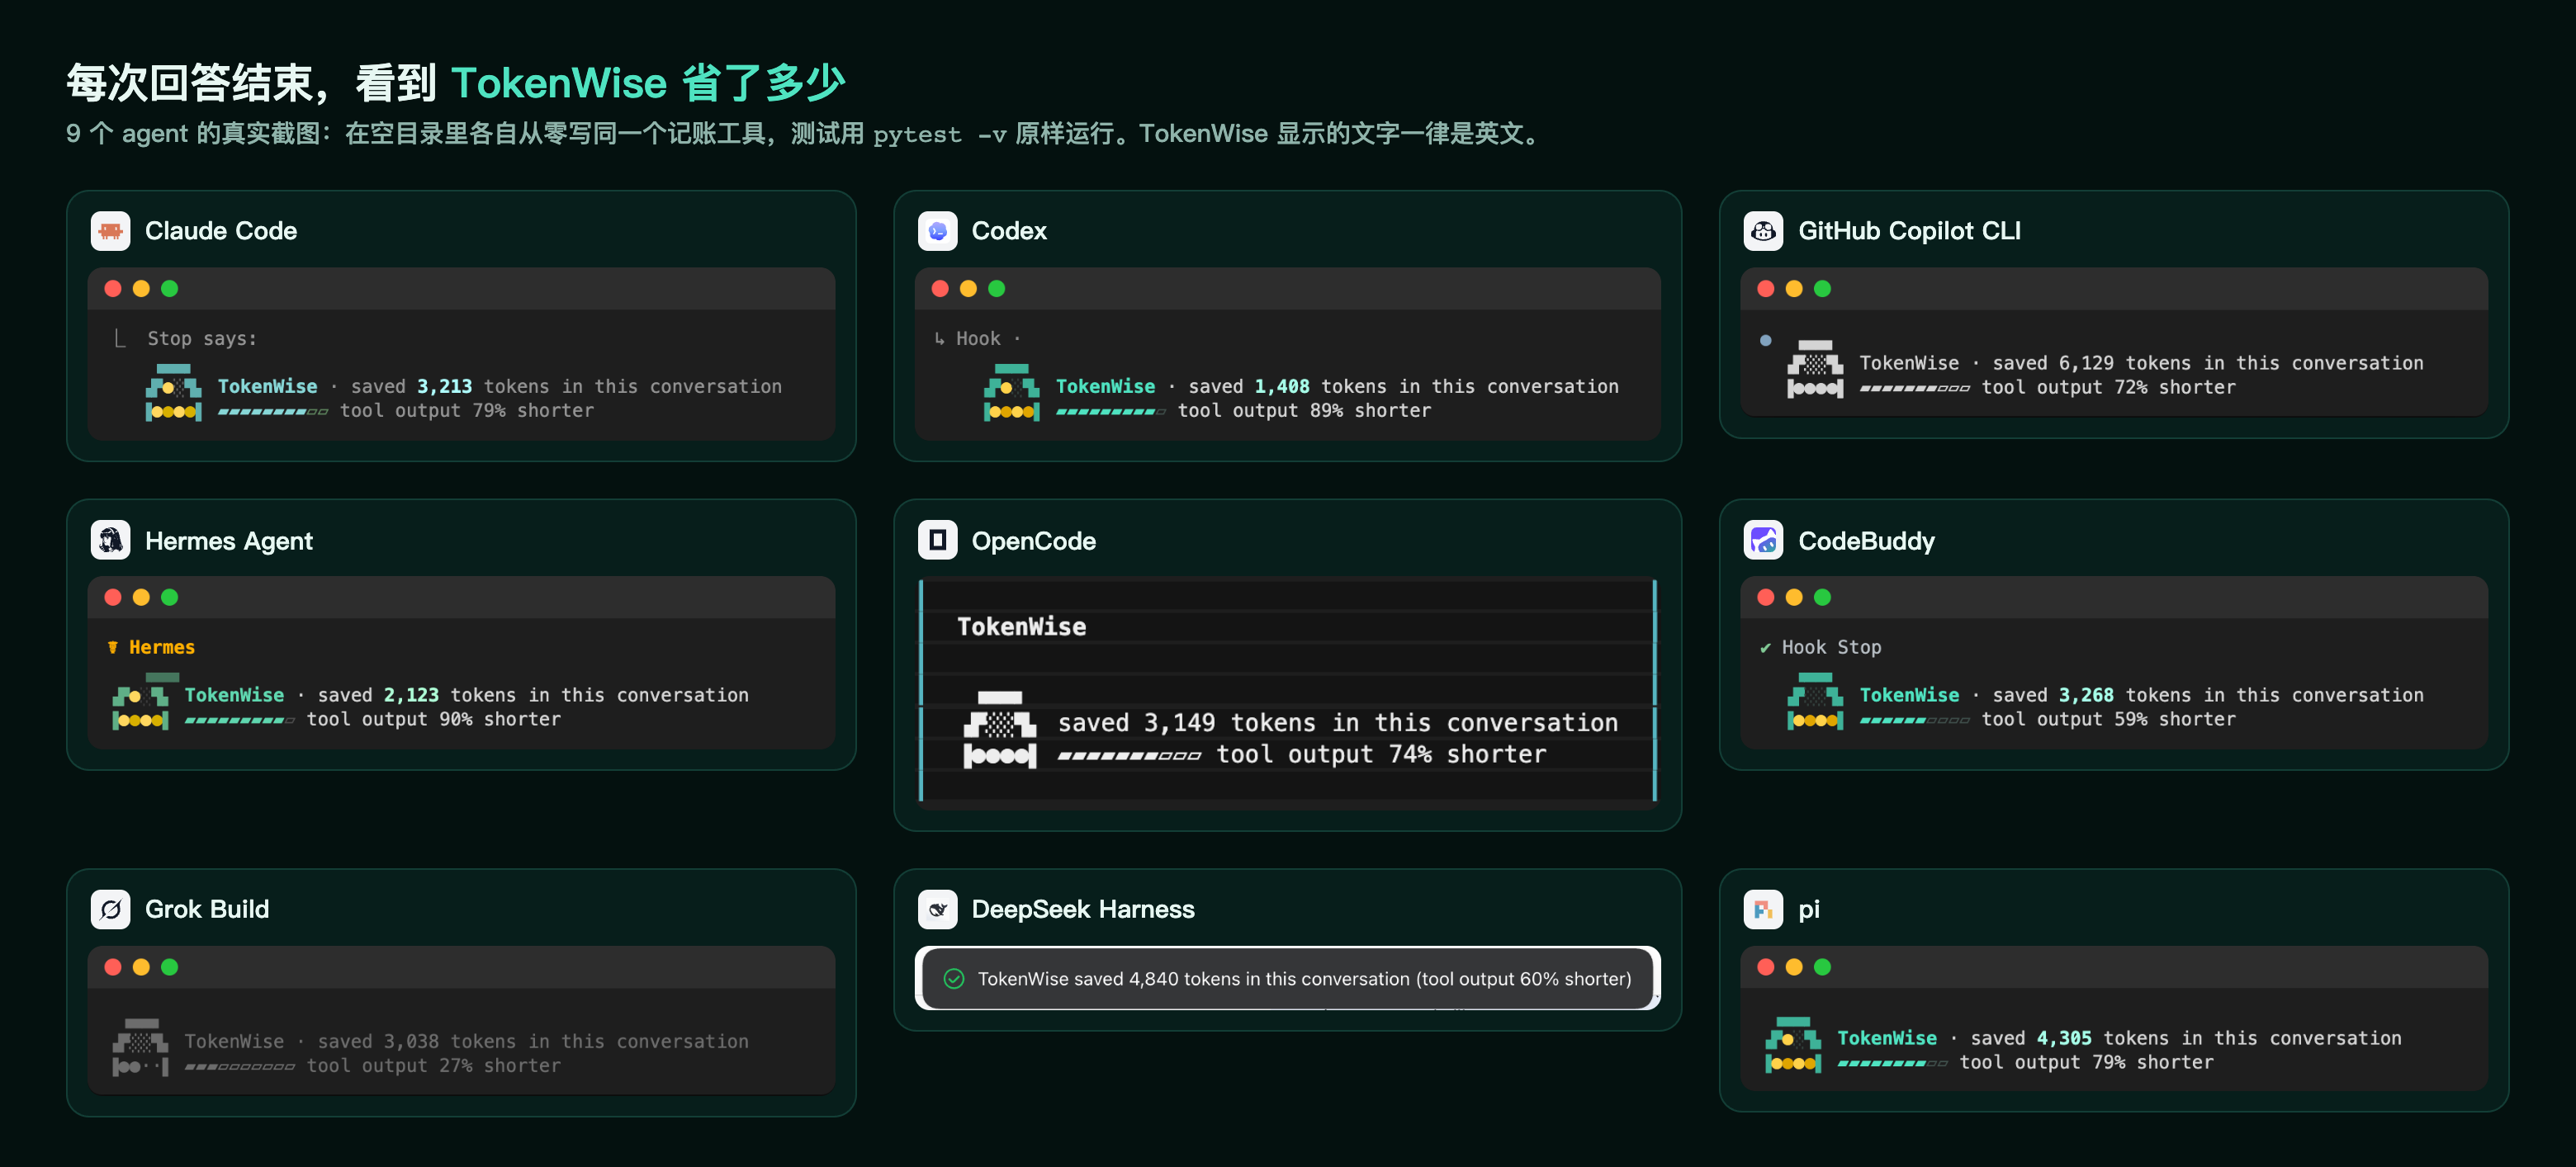 每次回答结束，看到 TokenWise 省了多少
9 个 agent 的真实截图：在空目录里各自从零写同一个记账工具，测试用 pytest -v 原样运行。TokenWise 显示的文字一律是英文。
Claude Code
Stop says:
TokenWise · saved 3,213 tokens in this conversation
tool output 79% shorter
Codex
↳ Hook ·
TokenWise · saved 1,408 tokens in this conversation
tool output 89% shorter
GitHub Copilot CLI
TokenWise · saved 6,129 tokens in this conversation
tool output 72% shorter
Hermes Agent
Hermes
TokenWise · saved 2,123 tokens in this conversation
tool output 90% shorter
OpenCode
TokenWise
saved 3,149 tokens in this conversation
tool output 74% shorter
CodeBuddy
✔ Hook Stop
TokenWise · saved 3,268 tokens in this conversation
tool output 59% shorter
Grok Build
TokenWise · saved 3,038 tokens in this conversation
tool output 27% shorter
DeepSeek Harness
TokenWise saved 4,840 tokens in this conversation (tool output 60% shorter)
pi
TokenWise · saved 4,305 tokens in this conversation
tool output 79% shorter